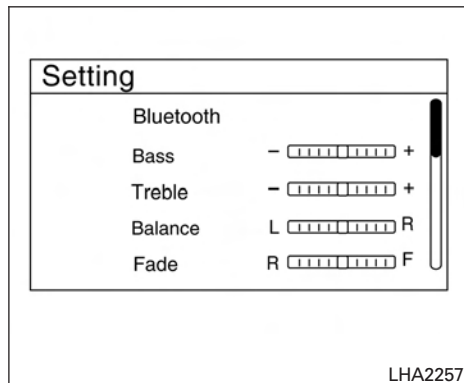 Setting
Bluetooth
Bass - +
Treble - +
Balance L R
Fade R F
LHA2257